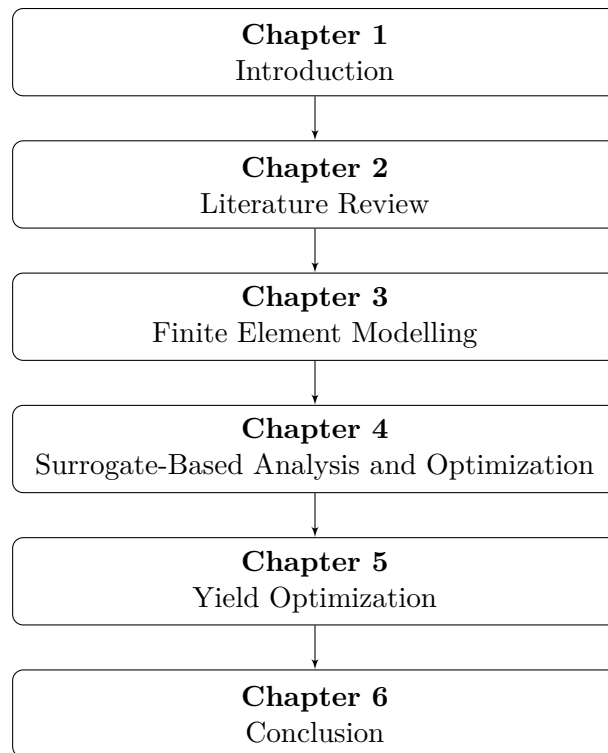 Chapter 1
Introduction
Chapter 2
Literature Review
Chapter 3
Finite Element Modelling
Chapter 4
Surrogate-Based Analysis and Optimization
Chapter 5
Yield Optimization
Chapter 6
Conclusion